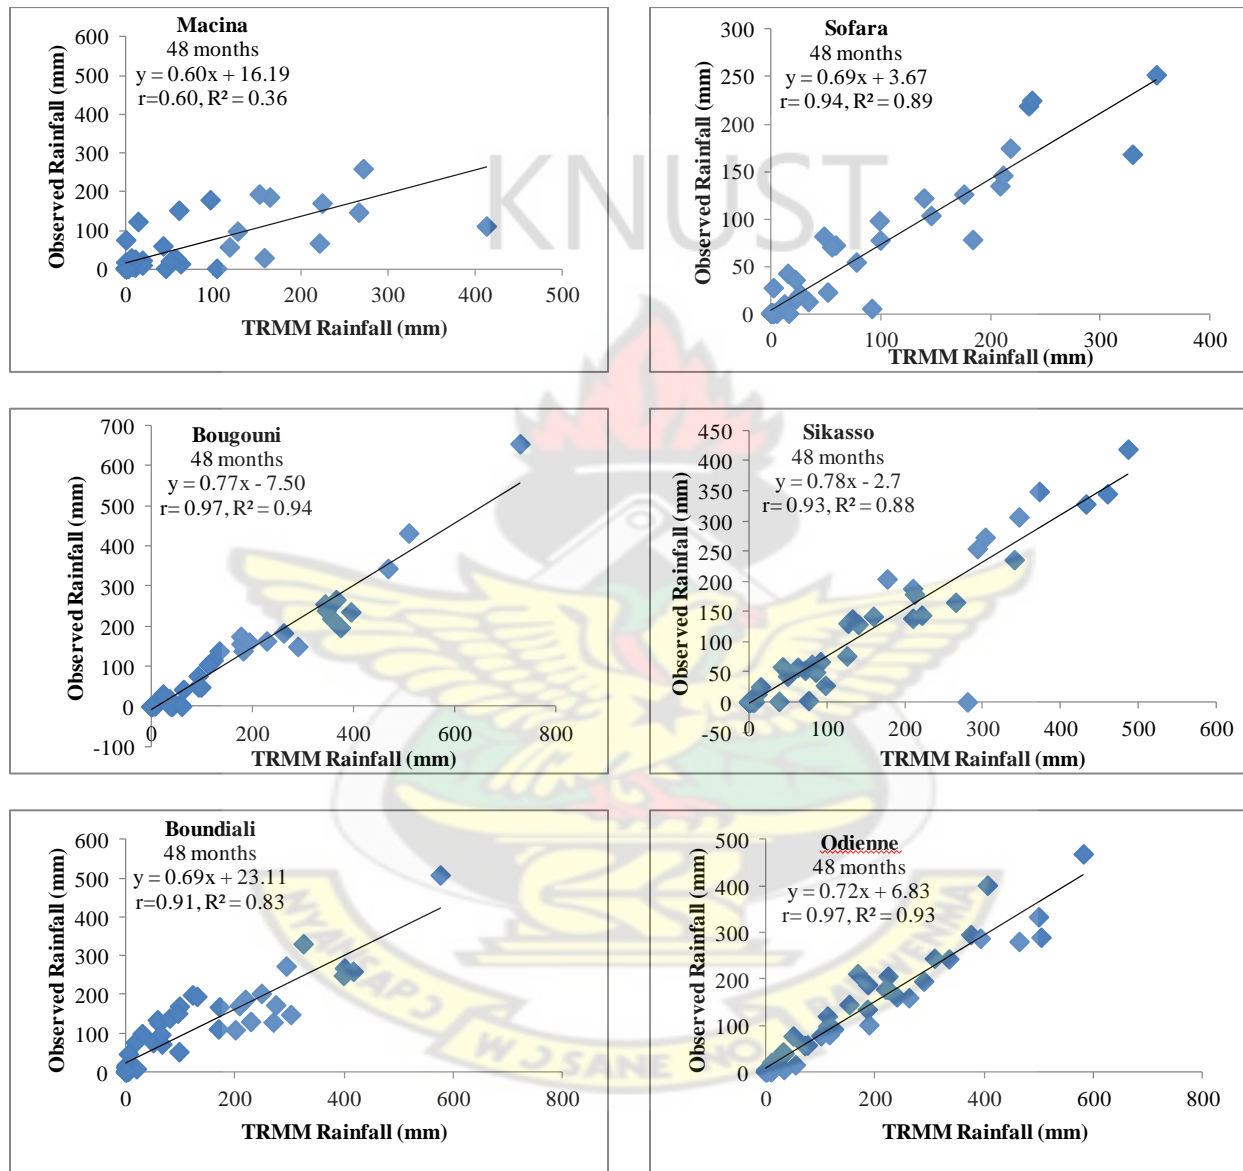 Macina
48 months
y = 0.60x + 16.19
r=0.60, R² = 0.36
Observed Rainfall (mm)
600
500
400
300
200
100
0
0 100 200 300 400 500
TRMM Rainfall (mm)
Sofara
48 months
y = 0.69x + 3.67
r= 0.94, R² = 0.89
Observed Rainfall (mm)
300
250
200
150
100
50
0
0 100 200 300 400
TRMM Rainfall (mm)
KNUST
Bougouni
48 months
y = 0.77x - 7.50
r= 0.97, R² = 0.94
Observed Rainfall (mm)
700
600
500
400
300
200
100
0
-100
0 200 400 600 800
TRMM Rainfall (mm)
Sikasso
48 months
y = 0.78x - 2.7
r= 0.93, R² = 0.88
Observed Rainfall (mm)
450
400
350
300
250
200
150
100
50
0
-50
0 100 200 300 400 500 600
TRMM Rainfall (mm)
Boundiali
48 months
y = 0.69x + 23.11
r=0.91, R² = 0.83
Observed Rainfall (mm)
600
500
400
300
200
100
0
0 200 400 600 800
TRMM Rainfall (mm)
Odienne
48 months
y = 0.72x + 6.83
r= 0.97, R² = 0.93
Observed Rainfall (mm)
500
400
300
200
100
0
0 200 400 600 800
TRMM Rainfall (mm)
W Ɔ SANE NO